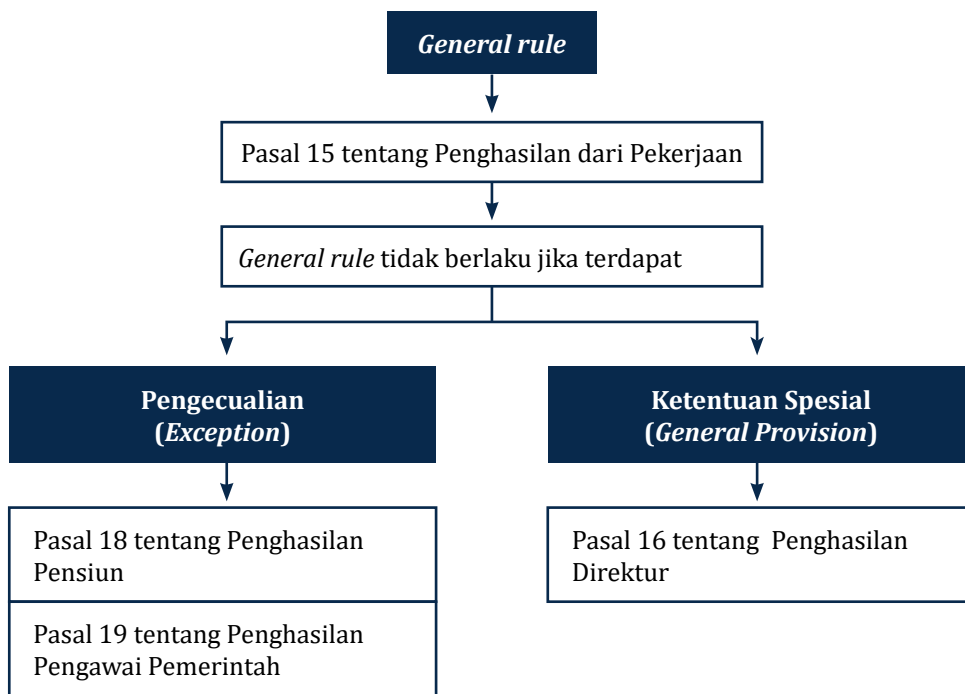 General rule
Pasal 15 tentang Penghasilan dari Pekerjaan
General rule tidak berlaku jika terdapat
Pengecualian
(Exception)
Ketentuan Spesial
(General Provision)
Pasal 18 tentang Penghasilan
Pensiun
Pasal 16 tentang Penghasilan
Direktur
Pasal 19 tentang Penghasilan
Pengawai Pemerintah